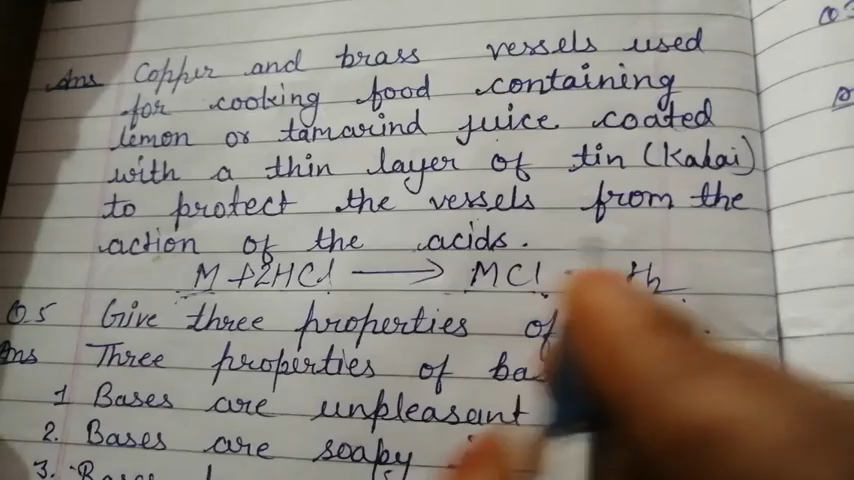 Ans Copper and brass vessels used
for cooking food containing
lemon or tamarind juice coated
with a thin layer of tin (Kalai)
to protect the vessels from the
action of the acids.
M + 2HCl ⟶ MCl H2
Q.5 Give three properties of
Ans Three properties of
1 Bases are unpleasant
2. Bases are soapy
3.